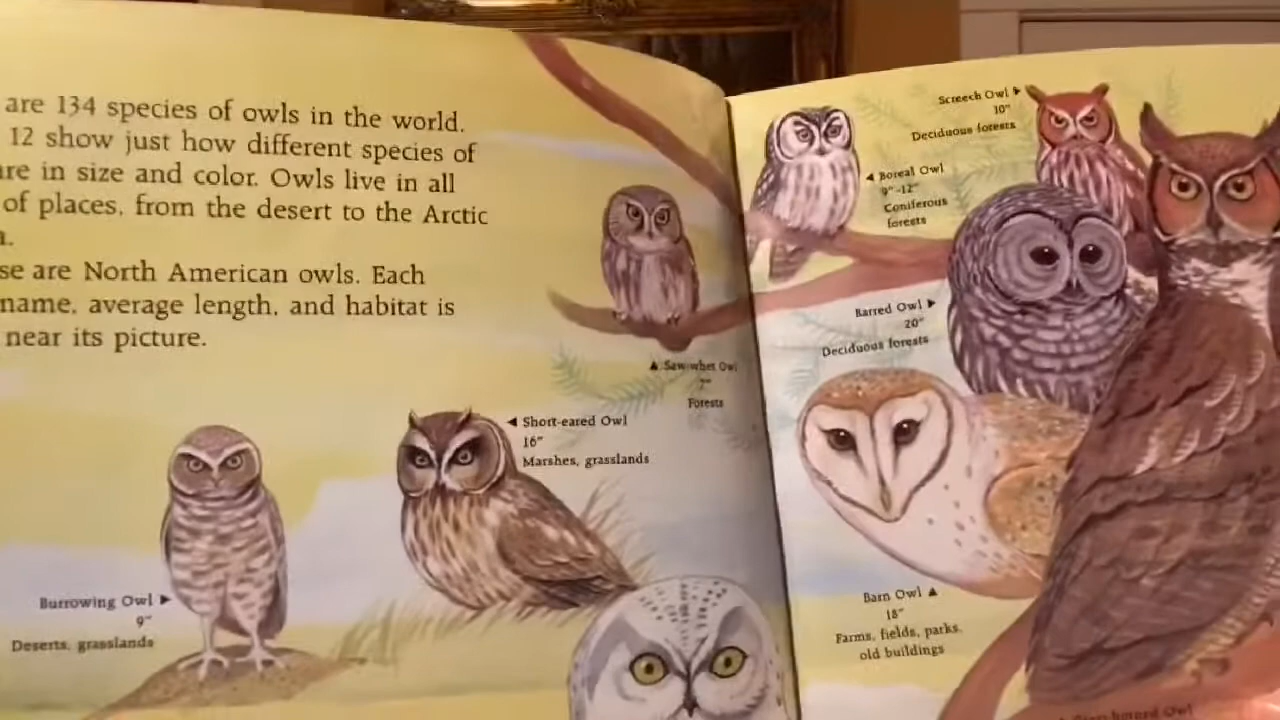 are 134 species of owls in the world.
12 show just how different species of
are in size and color. Owls live in all
of places, from the desert to the Arctic
a.
se are North American owls. Each
name, average length, and habitat is
near its picture.
Saw-whet Owl
7"
Forests
Short-eared Owl
16"
Marshes, grasslands
Burrowing Owl
9"
Deserts, grasslands
Screech Owl
10"
Deciduous forests
Boreal Owl
9"-12"
Coniferous
forests
Barred Owl
20"
Deciduous forests
Barn Owl
18"
Farms, fields, parks,
old buildings
Great horned Owl